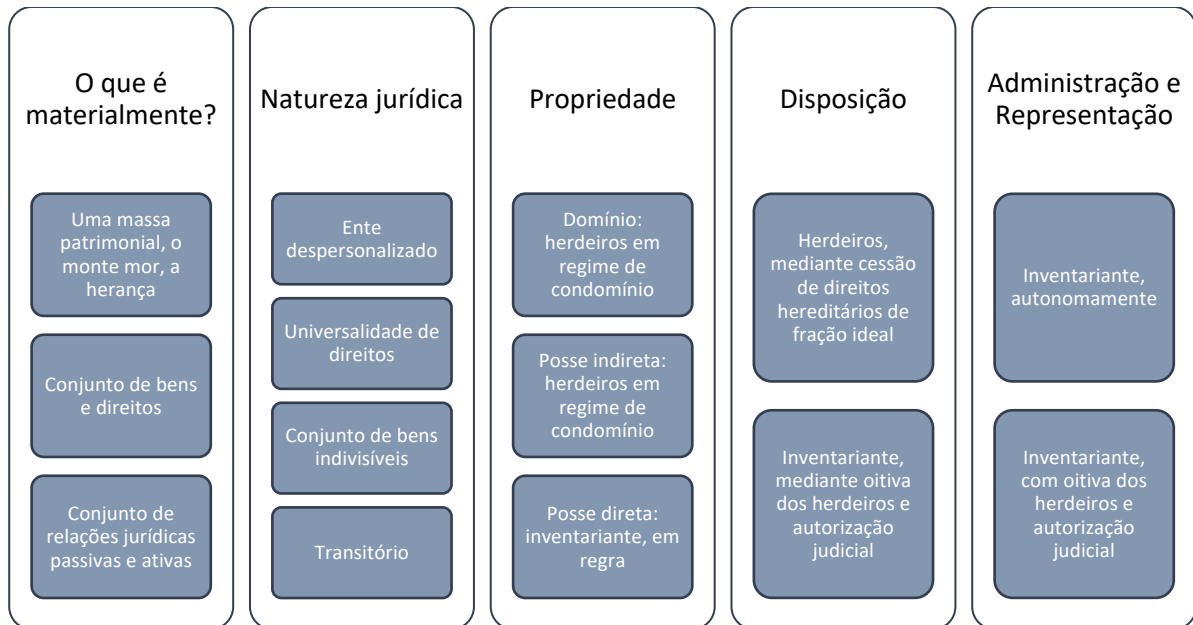 O que é
materialmente?
Uma massa
patrimonial, o
monte mor, a
herança
Conjunto de bens
e direitos
Conjunto de
relações jurídicas
passivas e ativas
Natureza jurídica
Ente
despersonalizado
Universalidade de
direitos
Conjunto de bens
indivisíveis
Transitório
Propriedade
Domínio:
herdeiros em
regime de
condomínio
Posse indireta:
herdeiros em
regime de
condomínio
Posse direta:
inventariante, em
regra
Disposição
Herdeiros,
mediante cessão
de direitos
hereditários de
fração ideal
Inventariante,
mediante oitiva
dos herdeiros e
autorização
judicial
Administração e
Representação
Inventariante,
autonomamente
Inventariante,
com oitiva dos
herdeiros e
autorização
judicial